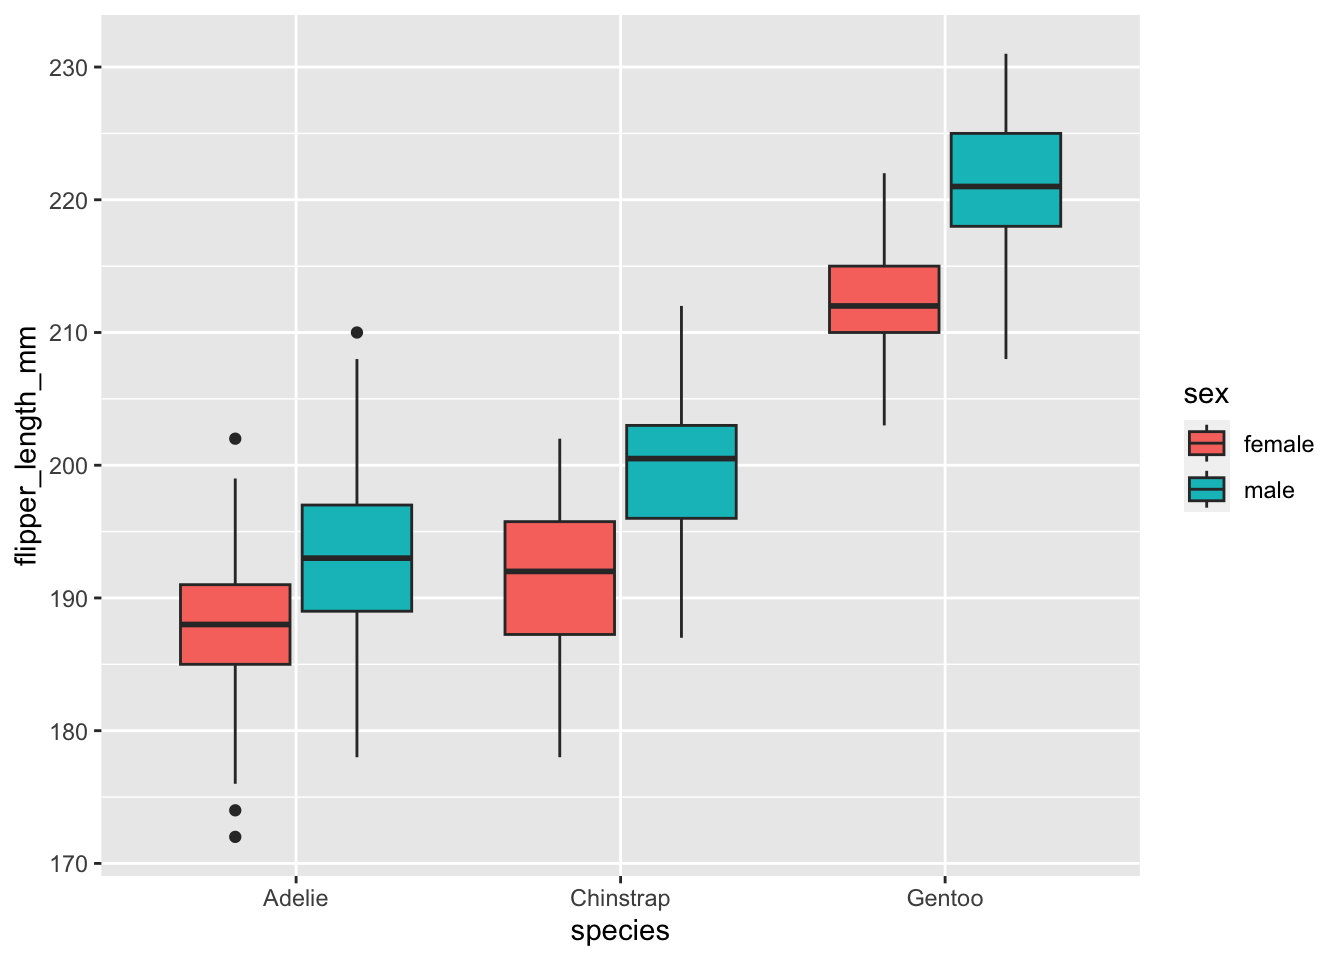 flipper_length_mm
230
220
210
200
190
180
170
Adelie Chinstrap Gentoo
species
sex
female
male